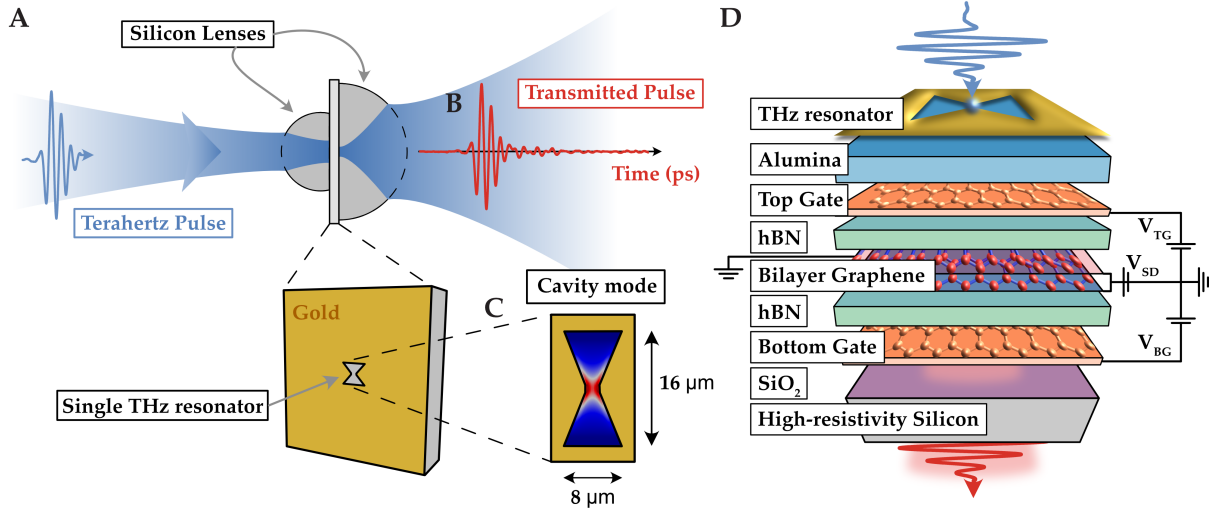 A
Silicon Lenses
B
Transmitted Pulse
Time (ps)
Terahertz Pulse
Gold
C
Cavity mode
Single THz resonator
16 μm
8 μm
D
THz resonator
Alumina
Top Gate
V_TG
hBN
V_SD
Bilayer Graphene
hBN
Bottom Gate
V_BG
SiO₂
High-resistivity Silicon